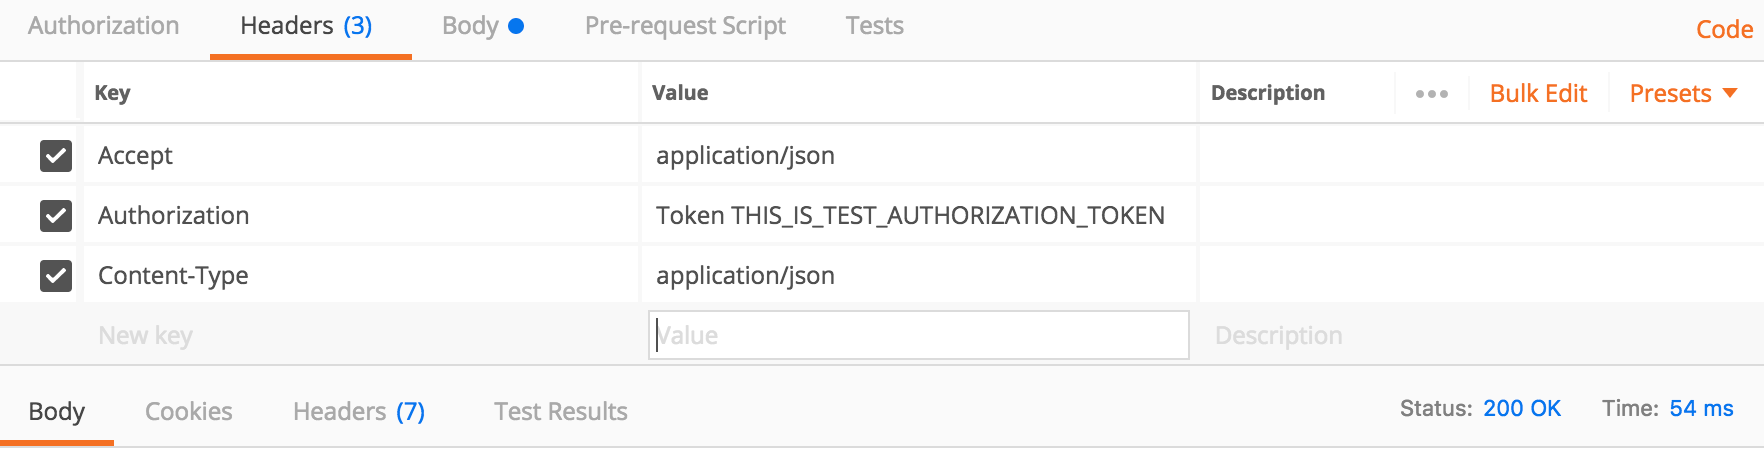 Authorization Headers (3) Body Pre-request Script Tests Code
Key Value Description Bulk Edit Presets
Accept application/json
Authorization Token THIS_IS_TEST_AUTHORIZATION_TOKEN
Content-Type application/json
New key Value Description
Body Cookies Headers (7) Test Results Status: 200 OK Time: 54 ms